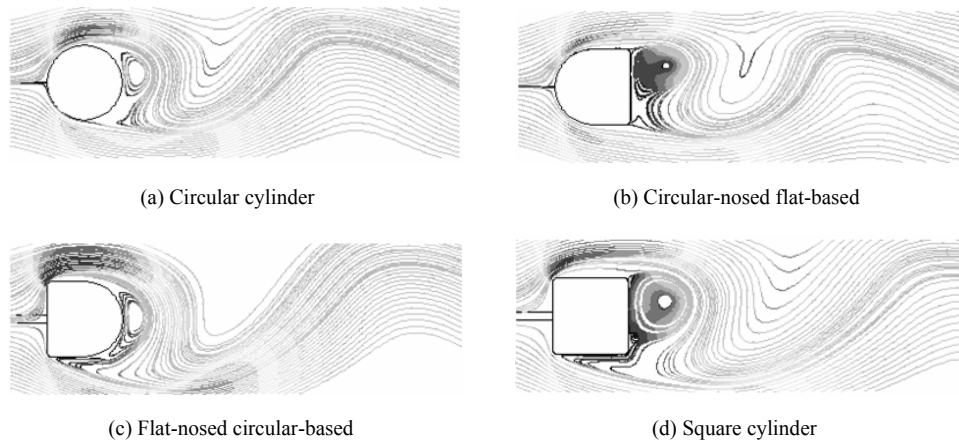 (a) Circular cylinder
(b) Circular-nosed flat-based
(c) Flat-nosed circular-based
(d) Square cylinder